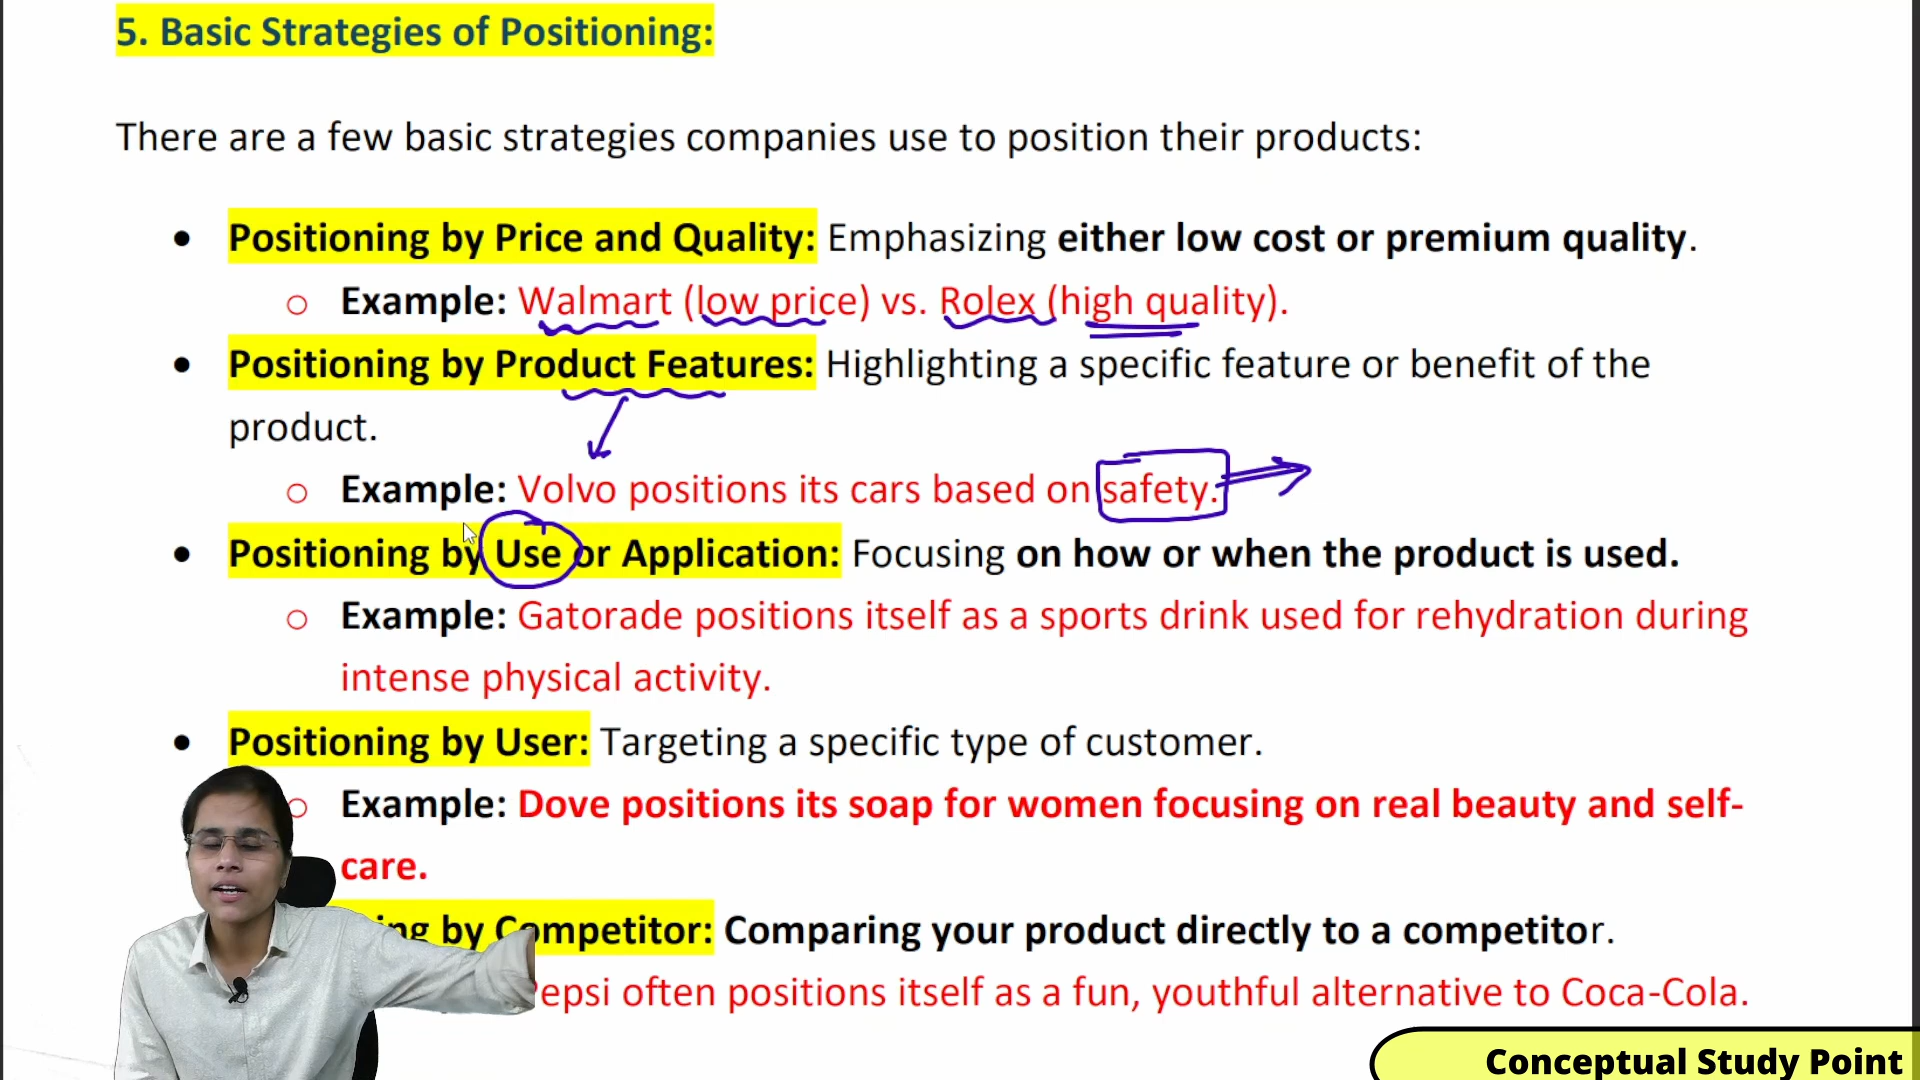 5. Basic Strategies of Positioning:
There are a few basic strategies companies use to position their products:
• Positioning by Price and Quality: Emphasizing either low cost or premium quality.
o Example: Walmart (low price) vs. Rolex (high quality).
• Positioning by Product Features: Highlighting a specific feature or benefit of the
product.
o Example: Volvo positions its cars based on safety.
• Positioning by Use or Application: Focusing on how or when the product is used.
o Example: Gatorade positions itself as a sports drink used for rehydration during
intense physical activity.
• Positioning by User: Targeting a specific type of customer.
o Example: Dove positions its soap for women focusing on real beauty and self-
care.
by Competitor: Comparing your product directly to a competitor.
Pepsi often positions itself as a fun, youthful alternative to Coca-Cola.
Conceptual Study Point